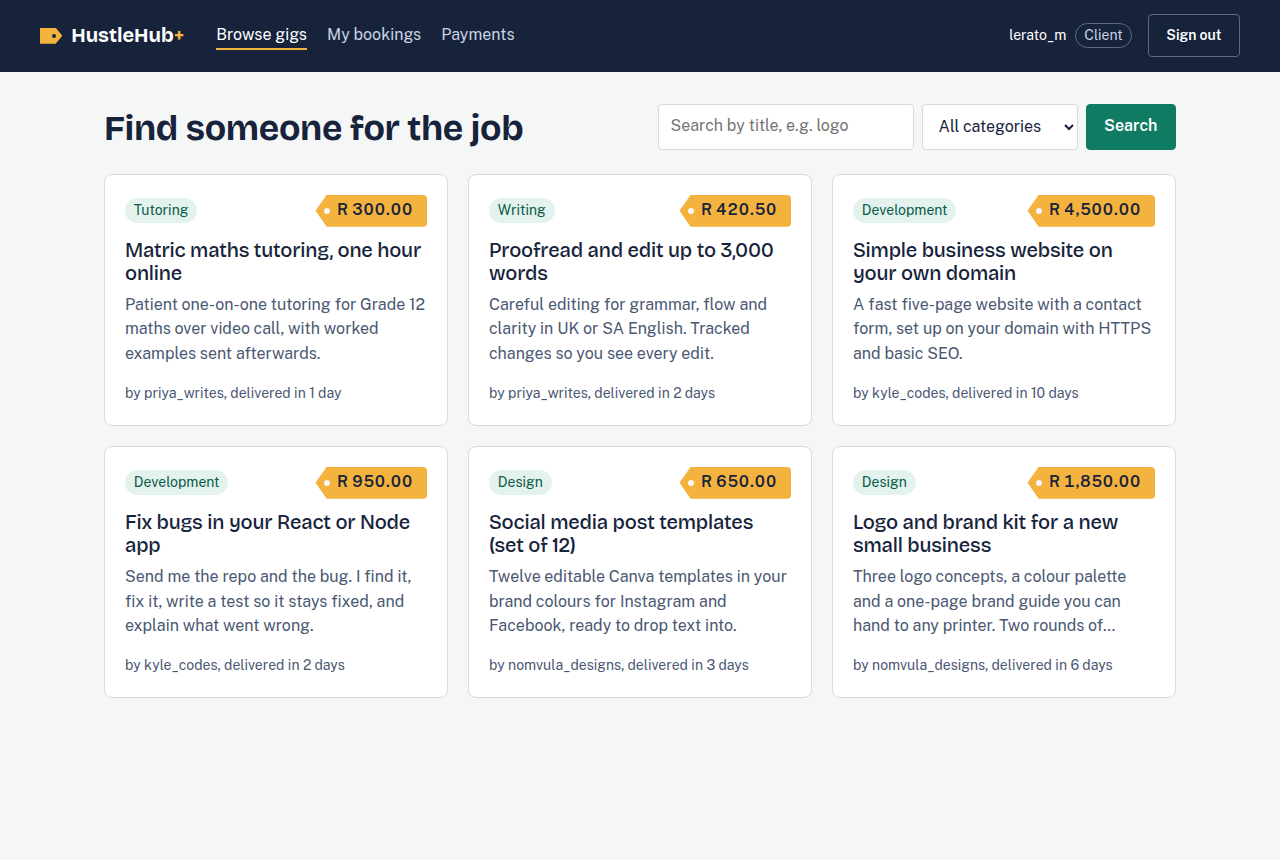 HustleHub+ Browse gigs My bookings Payments lerato_m Client Sign out
Find someone for the job
Search by title, e.g. logo All categories Search
Tutoring R 300.00
Matric maths tutoring, one hour
online
Patient one-on-one tutoring for Grade 12
maths over video call, with worked
examples sent afterwards.
by priya_writes, delivered in 1 day
Writing R 420.50
Proofread and edit up to 3,000
words
Careful editing for grammar, flow and
clarity in UK or SA English. Tracked
changes so you see every edit.
by priya_writes, delivered in 2 days
Development R 4,500.00
Simple business website on
your own domain
A fast five-page website with a contact
form, set up on your domain with HTTPS
and basic SEO.
by kyle_codes, delivered in 10 days
Development R 950.00
Fix bugs in your React or Node
app
Send me the repo and the bug. I find it,
fix it, write a test so it stays fixed, and
explain what went wrong.
by kyle_codes, delivered in 2 days
Design R 650.00
Social media post templates
(set of 12)
Twelve editable Canva templates in your
brand colours for Instagram and
Facebook, ready to drop text into.
by nomvula_designs, delivered in 3 days
Design R 1,850.00
Logo and brand kit for a new
small business
Three logo concepts, a colour palette
and a one-page brand guide you can
hand to any printer. Two rounds of...
by nomvula_designs, delivered in 6 days